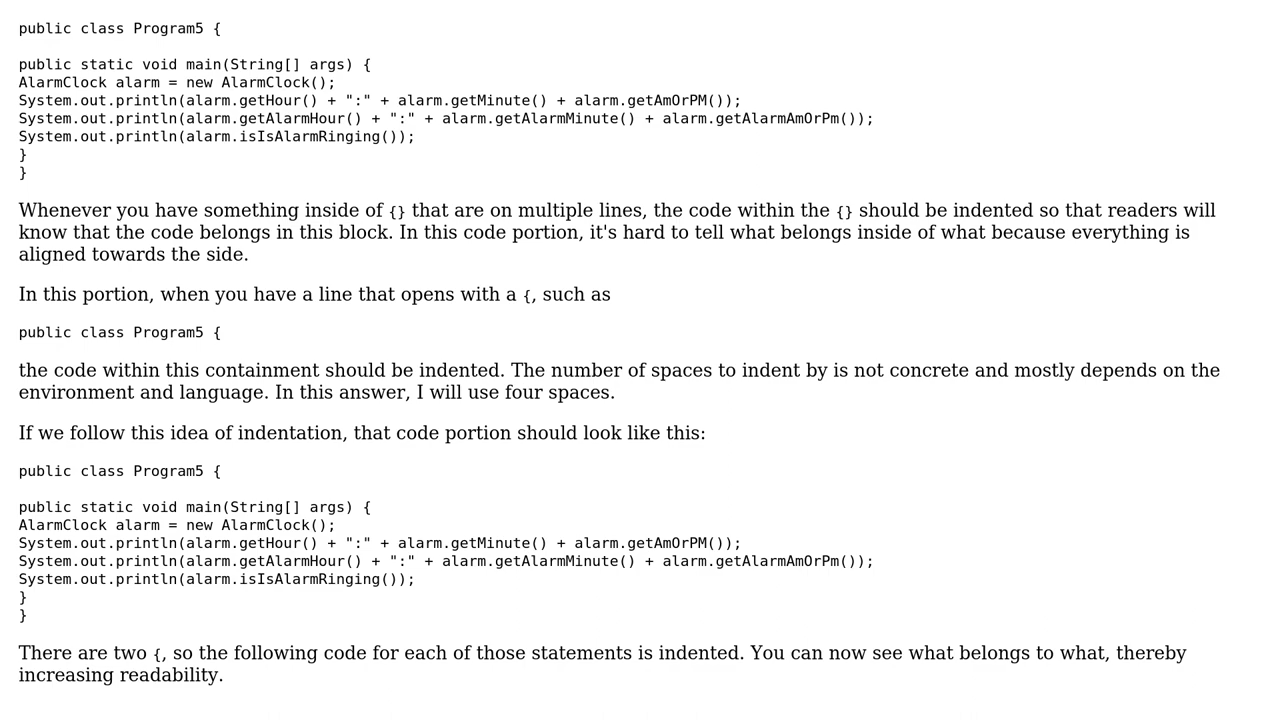 public class Program5 {
public static void main(String[] args) {
AlarmClock alarm = new AlarmClock();
System.out.println(alarm.getHour() + ":" + alarm.getMinute() + alarm.getAmOrPM());
System.out.println(alarm.getAlarmHour() + ":" + alarm.getAlarmMinute() + alarm.getAlarmAmOrPm());
System.out.println(alarm.isIsAlarmRinging());
}
}
Whenever you have something inside of {} that are on multiple lines, the code within the {} should be indented so that readers will
know that the code belongs in this block. In this code portion, it's hard to tell what belongs inside of what because everything is
aligned towards the side.
In this portion, when you have a line that opens with a {, such as
public class Program5 {
the code within this containment should be indented. The number of spaces to indent by is not concrete and mostly depends on the
environment and language. In this answer, I will use four spaces.
If we follow this idea of indentation, that code portion should look like this:
public class Program5 {
public static void main(String[] args) {
AlarmClock alarm = new AlarmClock();
System.out.println(alarm.getHour() + ":" + alarm.getMinute() + alarm.getAmOrPM());
System.out.println(alarm.getAlarmHour() + ":" + alarm.getAlarmMinute() + alarm.getAlarmAmOrPm());
System.out.println(alarm.isIsAlarmRinging());
}
}
There are two {, so the following code for each of those statements is indented. You can now see what belongs to what, thereby
increasing readability.